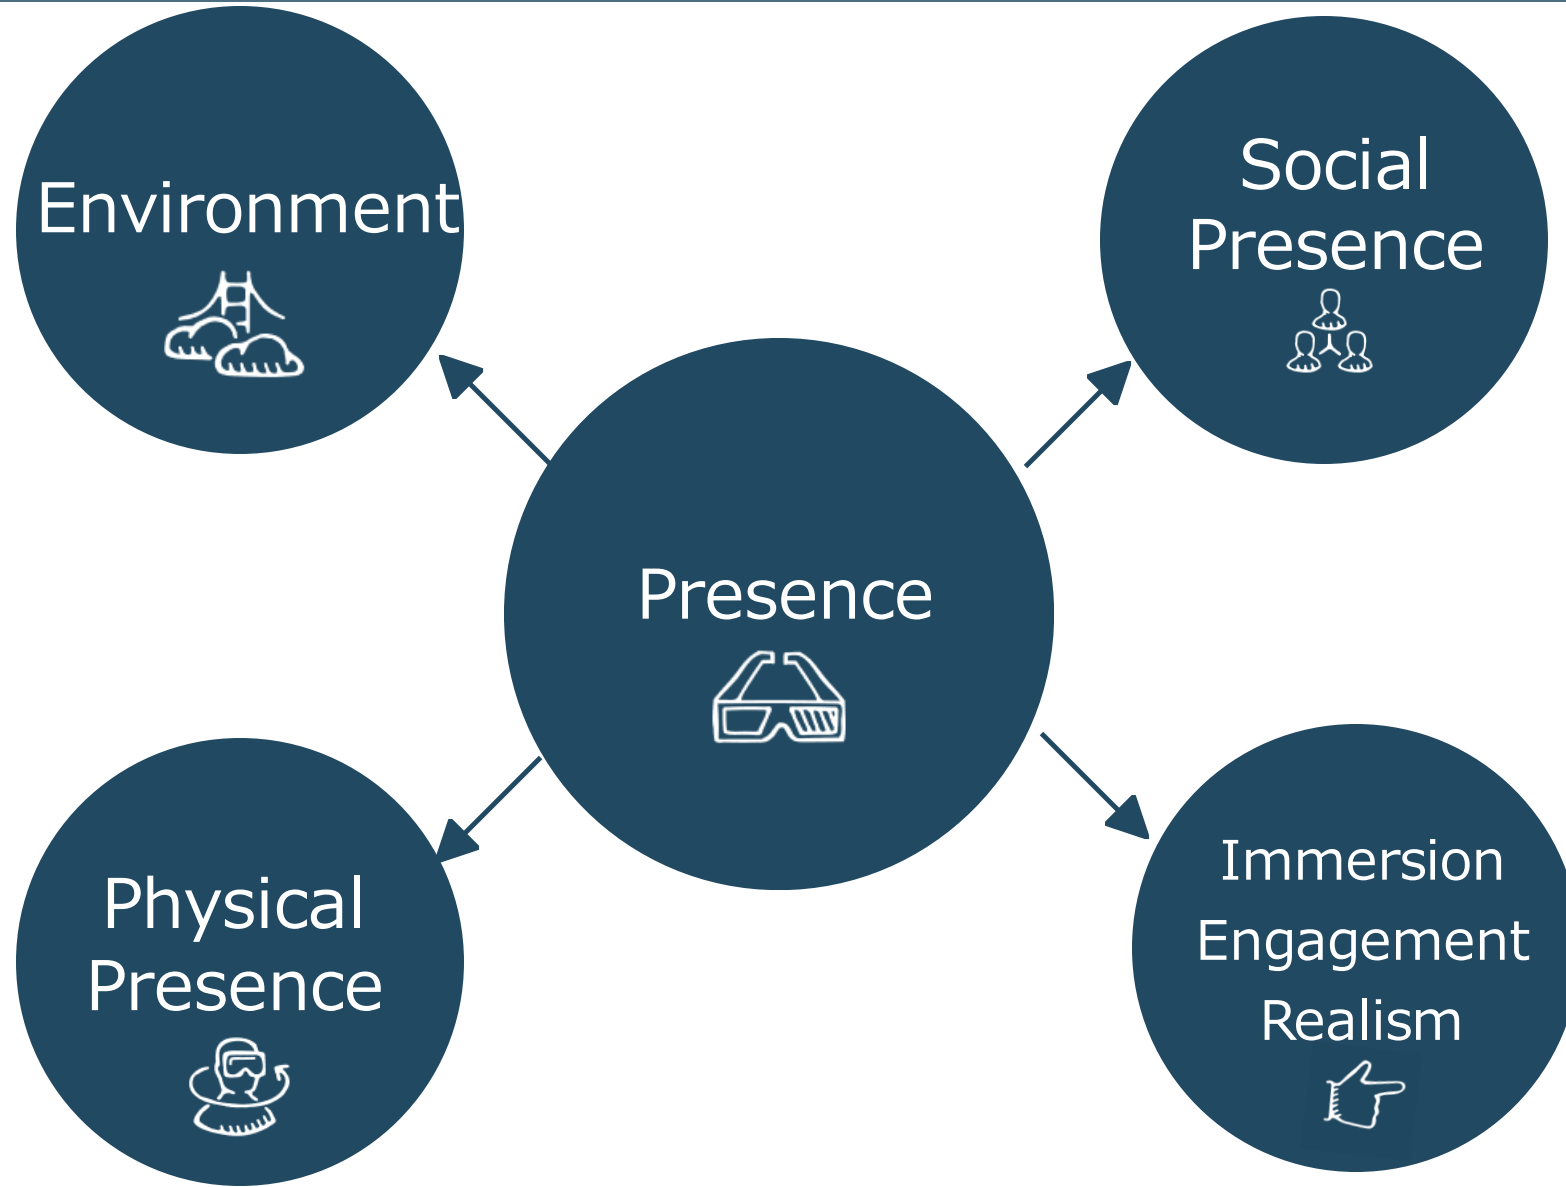 Environment
Social
Presence
Presence
Physical
Presence
Immersion
Engagement
Realism